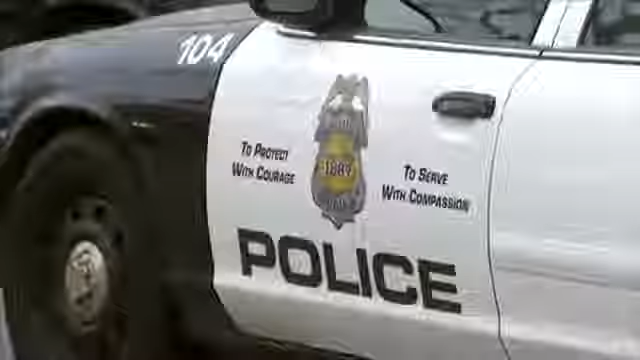 104
To Protect
With Courage
1889
To Serve
With Compassion
POLICE